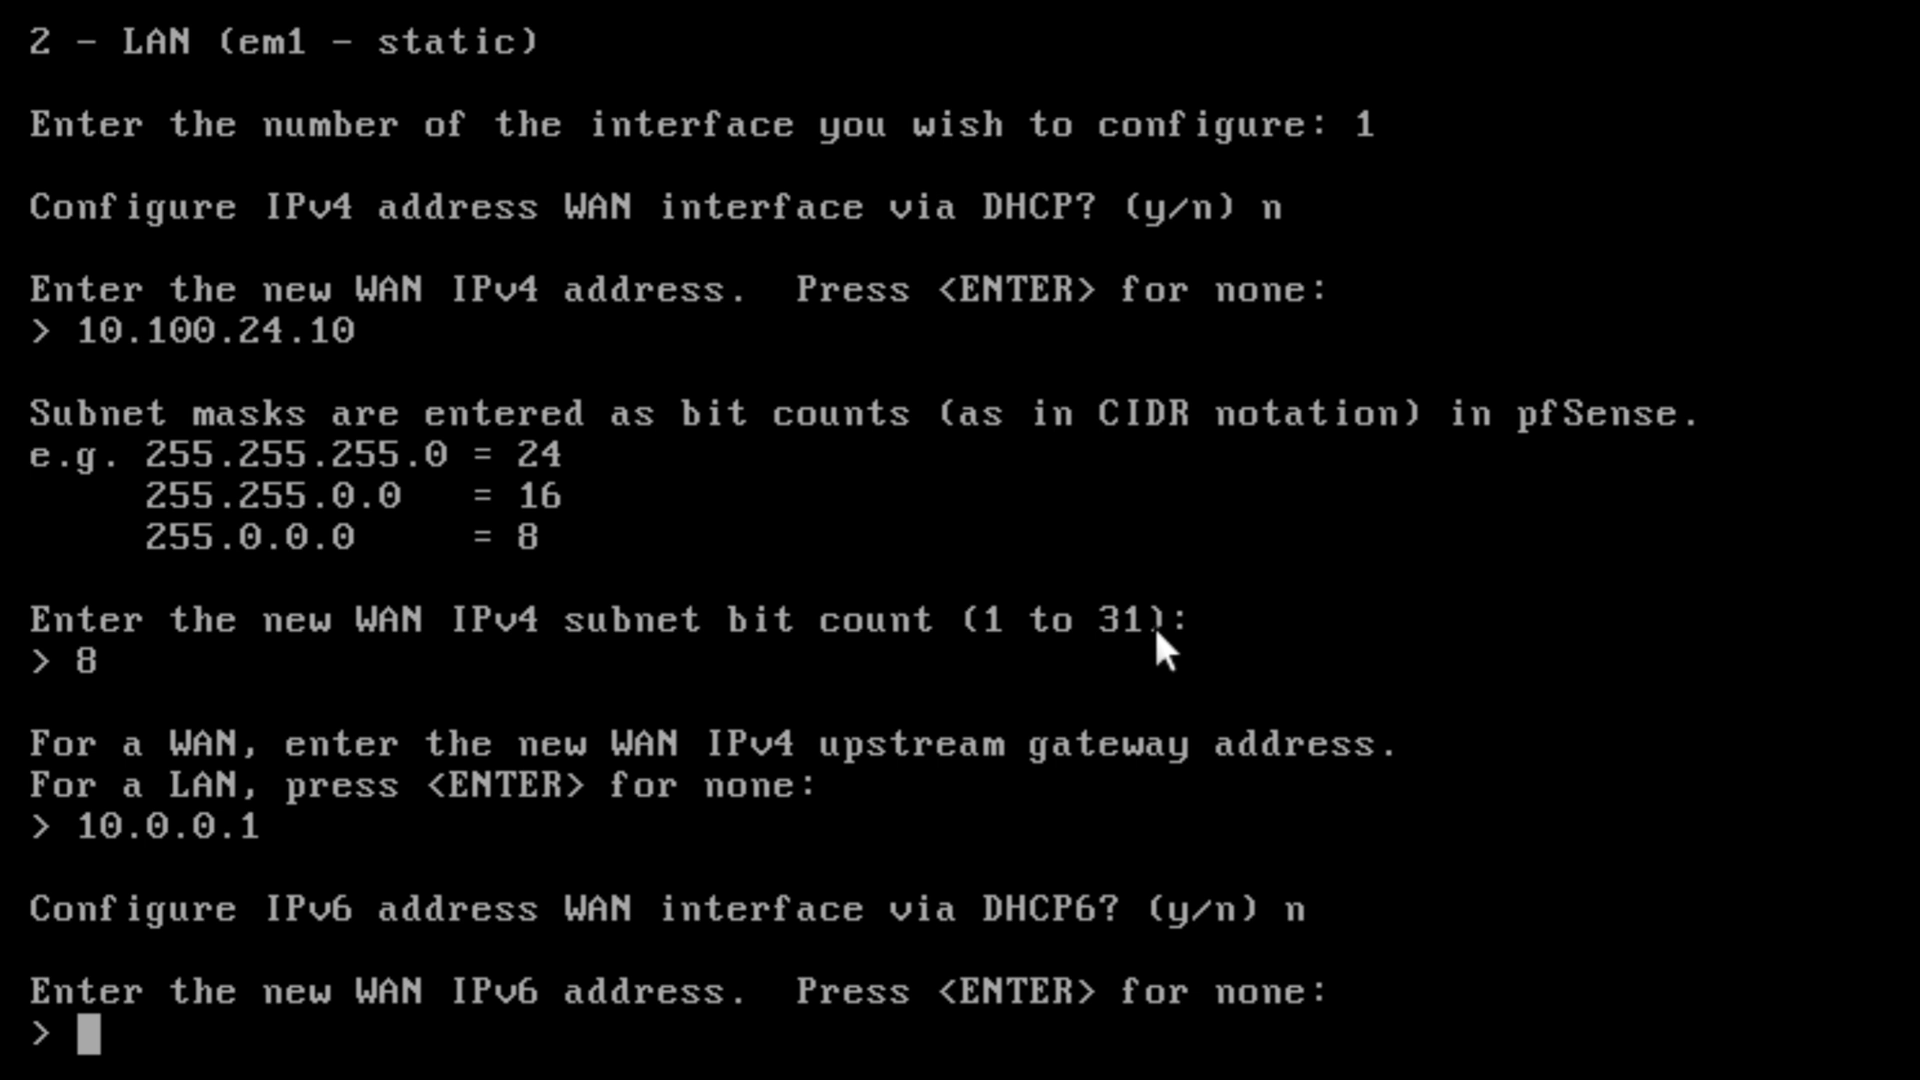 2 - LAN (em1 - static)
Enter the number of the interface you wish to configure: 1
Configure IPv4 address WAN interface via DHCP? (y/n) n
Enter the new WAN IPv4 address.  Press <ENTER> for none:
> 10.100.24.10
Subnet masks are entered as bit counts (as in CIDR notation) in pfSense.
e.g. 255.255.255.0 = 24
     255.255.0.0   = 16
     255.0.0.0     = 8
Enter the new WAN IPv4 subnet bit count (1 to 31):
> 8
For a WAN, enter the new WAN IPv4 upstream gateway address.
For a LAN, press <ENTER> for none:
> 10.0.0.1
Configure IPv6 address WAN interface via DHCP6? (y/n) n
Enter the new WAN IPv6 address.  Press <ENTER> for none:
>